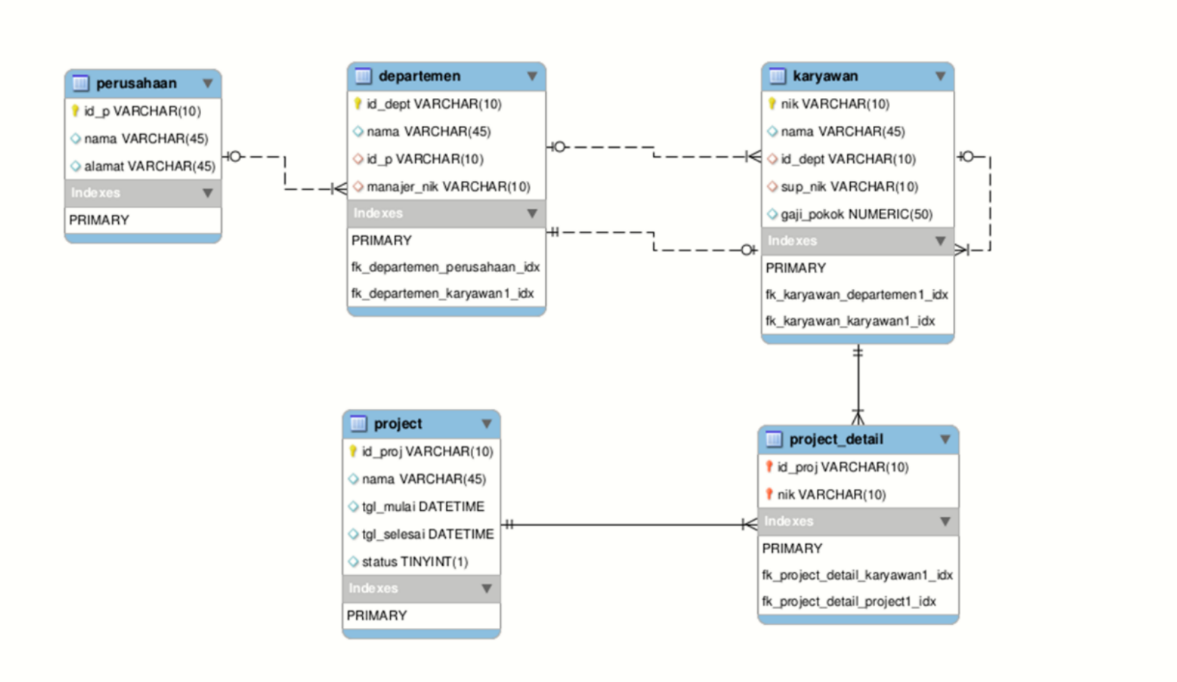 perusahaan
id_p VARCHAR(10)
nama VARCHAR(45)
alamat VARCHAR(45)
Indexes
PRIMARY
departemen
id_dept VARCHAR(10)
nama VARCHAR(45)
id_p VARCHAR(10)
manajer_nik VARCHAR(10)
Indexes
PRIMARY
fk_departemen_perusahaan_idx
fk_departemen_karyawan1_idx
karyawan
nik VARCHAR(10)
nama VARCHAR(45)
id_dept VARCHAR(10)
sup_nik VARCHAR(10)
gaji_pokok NUMERIC(50)
Indexes
PRIMARY
fk_karyawan_departemen1_idx
fk_karyawan_karyawan1_idx
project
id_proj VARCHAR(10)
nama VARCHAR(45)
tgl_mulai DATETIME
tgl_selesai DATETIME
status TINYINT(1)
Indexes
PRIMARY
project_detail
id_proj VARCHAR(10)
nik VARCHAR(10)
Indexes
PRIMARY
fk_project_detail_karyawan1_idx
fk_project_detail_project1_idx